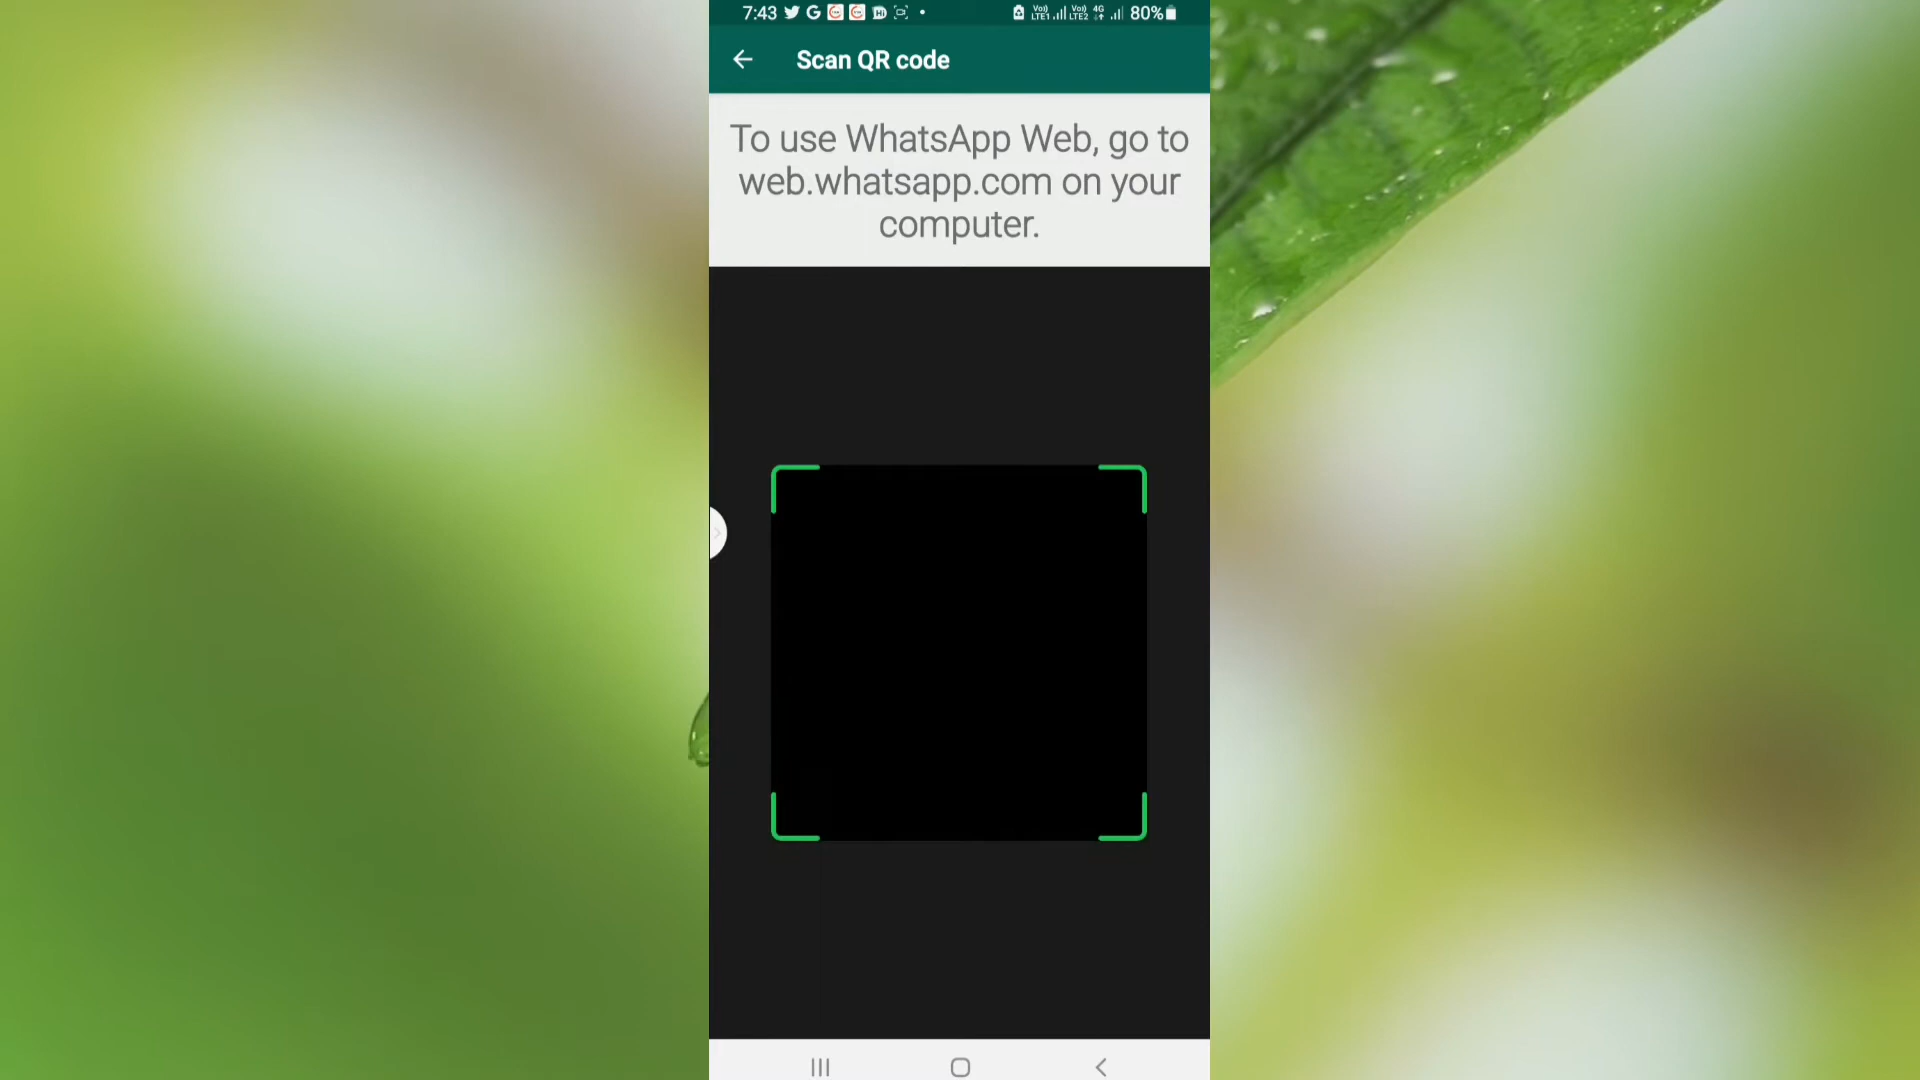 7:43 80%
Scan QR code
To use WhatsApp Web, go to
web.whatsapp.com on your
computer.